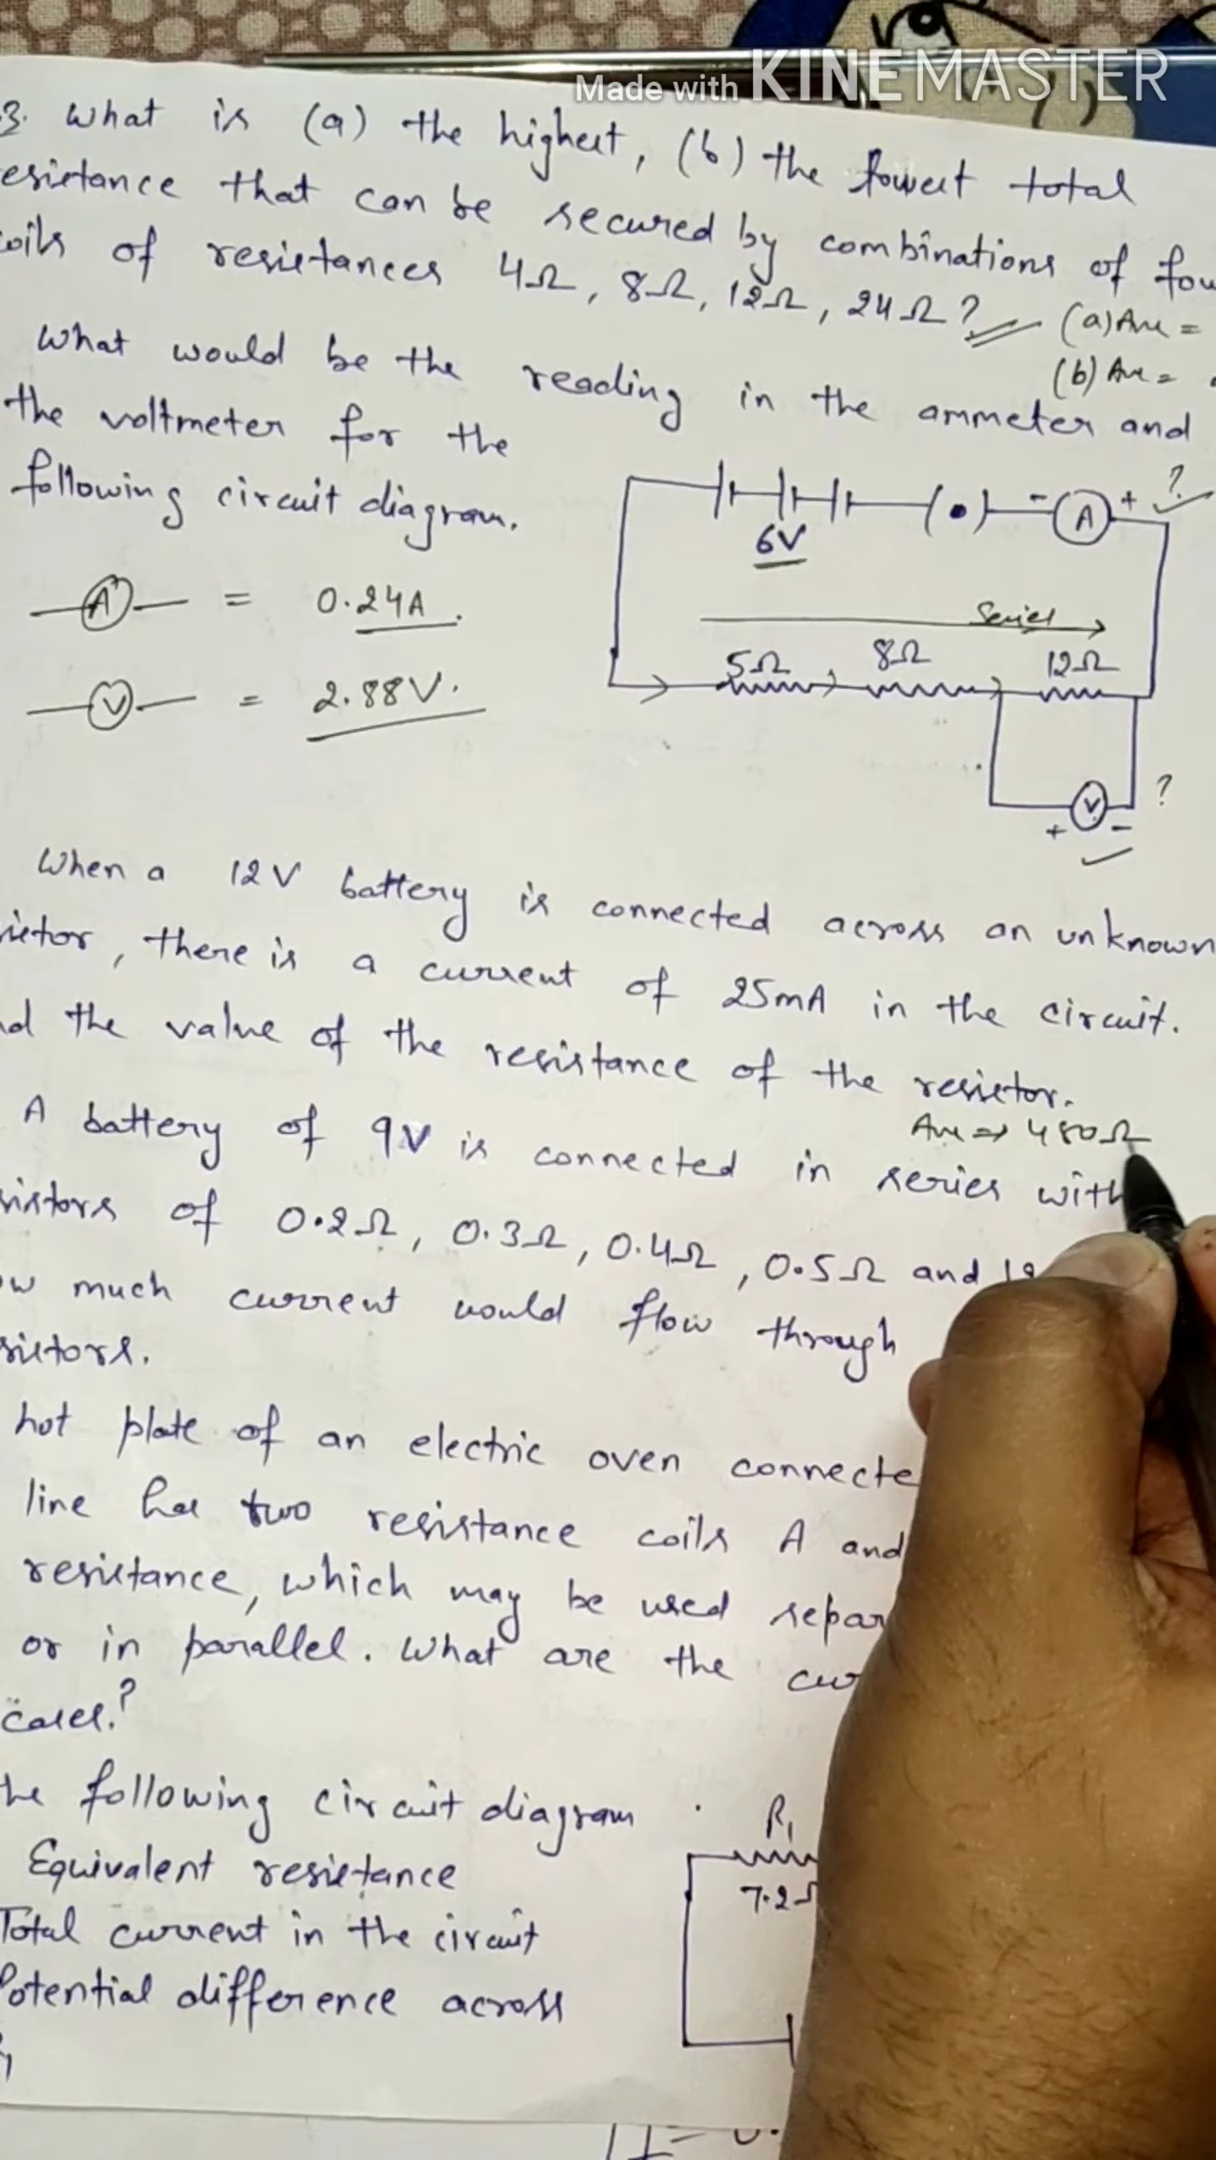 Made with KINEMASTER
3. What is (a) the highest, (b) the lowest total
esistance that can be secured by combinations of fou
oils of resistances 4Ω, 8Ω, 12Ω, 24Ω? (a) Ans =
(b) Ans =
What would be the reading in the ammeter and
the voltmeter for the
following circuit diagram.
6V
- A +
?
A = 0.24A.
Series
5Ω 8Ω 12Ω
V = 2.88V.
V
+ -
?
When a 12V battery is connected across an unknown
istor, there is a current of 25mA in the circuit.
d the value of the resistance of the resistor.
Ans ⇒ 480Ω
A battery of 9V is connected in series with
sistors of 0.2Ω, 0.3Ω, 0.4Ω, 0.5Ω and 12
ow much current would flow through
sistors.
hot plate of an electric oven connecte
line has two resistance coils A and
resistance, which may be used separ
or in parallel. What are the cur
cases?
he following circuit diagram
R₁
7.2Ω
Equivalent resistance
Total current in the circuit
Potential difference across